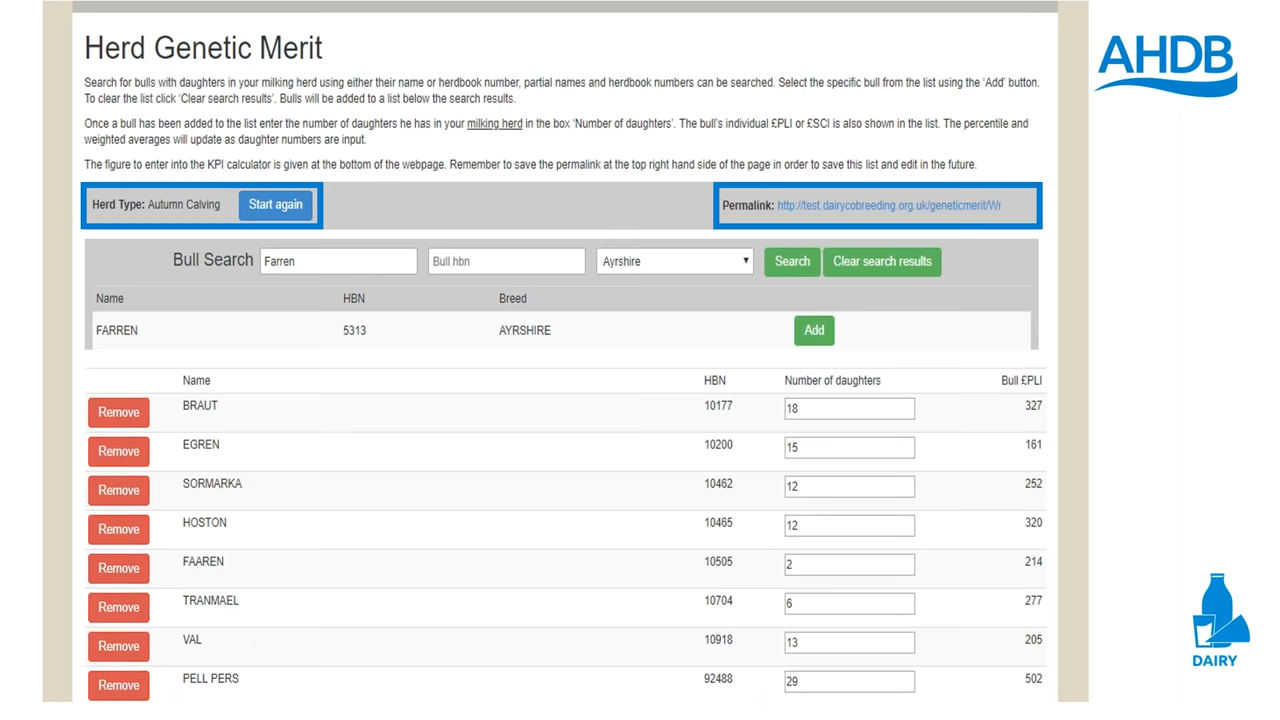 Herd Genetic Merit
AHDB
Search for bulls with daughters in your milking herd using either their name or herdbook number, partial names and herdbook numbers can be searched. Select the specific bull from the list using the 'Add' button.
To clear the list click 'Clear search results'. Bulls will be added to a list below the search results.
Once a bull has been added to the list enter the number of daughters he has in your milking herd in the box 'Number of daughters'. The bull's individual £PLI or £SCI is also shown in the list. The percentile and
weighted averages will update as daughter numbers are input.
The figure to enter into the KPI calculator is given at the bottom of the webpage. Remember to save the permalink at the top right hand side of the page in order to save this list and edit in the future.
Herd Type: Autumn Calving Start again Permalink: http://test.dairycobreeding.org.uk/geneticmerit/Wr
Bull Search Farren Bull hbn Ayrshire Search Clear search results
Name HBN Breed
FARREN 5313 AYRSHIRE Add
Name HBN Number of daughters Bull £PLI
Remove BRAUT 10177 18 327
Remove EGREN 10200 15 161
Remove SORMARKA 10462 12 252
Remove HOSTON 10465 12 320
Remove FAAREN 10505 2 214
Remove TRANMAEL 10704 6 277
Remove VAL 10918 13 205
Remove PELL PERS 92488 29 502
DAIRY